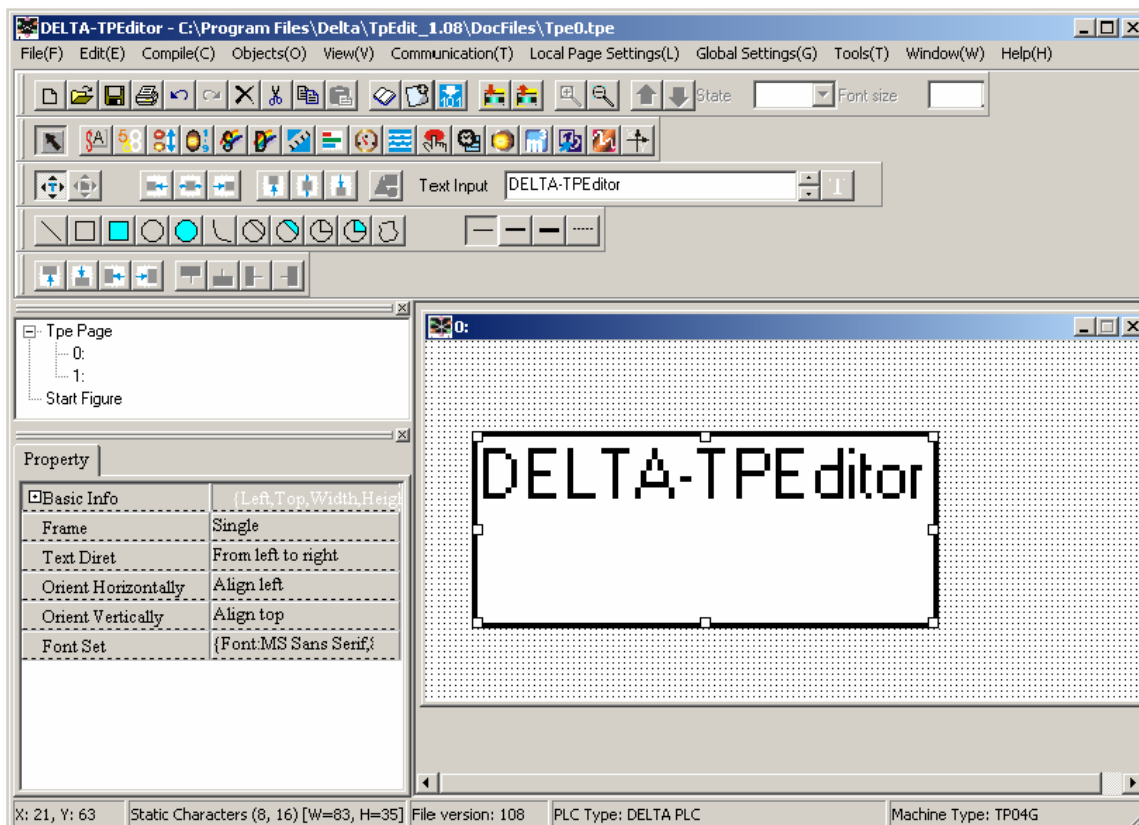 DELTA-TPEditor - C:\Program Files\Delta\TpEdit_1.08\DocFiles\Tpe0.tpe
File(F) Edit(E) Compile(C) Objects(O) View(V) Communication(T) Local Page Settings(L) Global Settings(G) Tools(T) Window(W) Help(H)
State Font size
Text Input DELTA-TPEditor
Tpe Page
0:
1:
Start Figure
0:
DELTA-TPEditor
Property
Basic Info {Left,Top,Width,Heigh
Frame Single
Text Diret From left to right
Orient Horizontally Align left
Orient Vertically Align top
Font Set {Font:MS Sans Serif,
X: 21, Y: 63 Static Characters (8, 16) [W=83, H=35] File version: 108 PLC Type: DELTA PLC Machine Type: TP04G